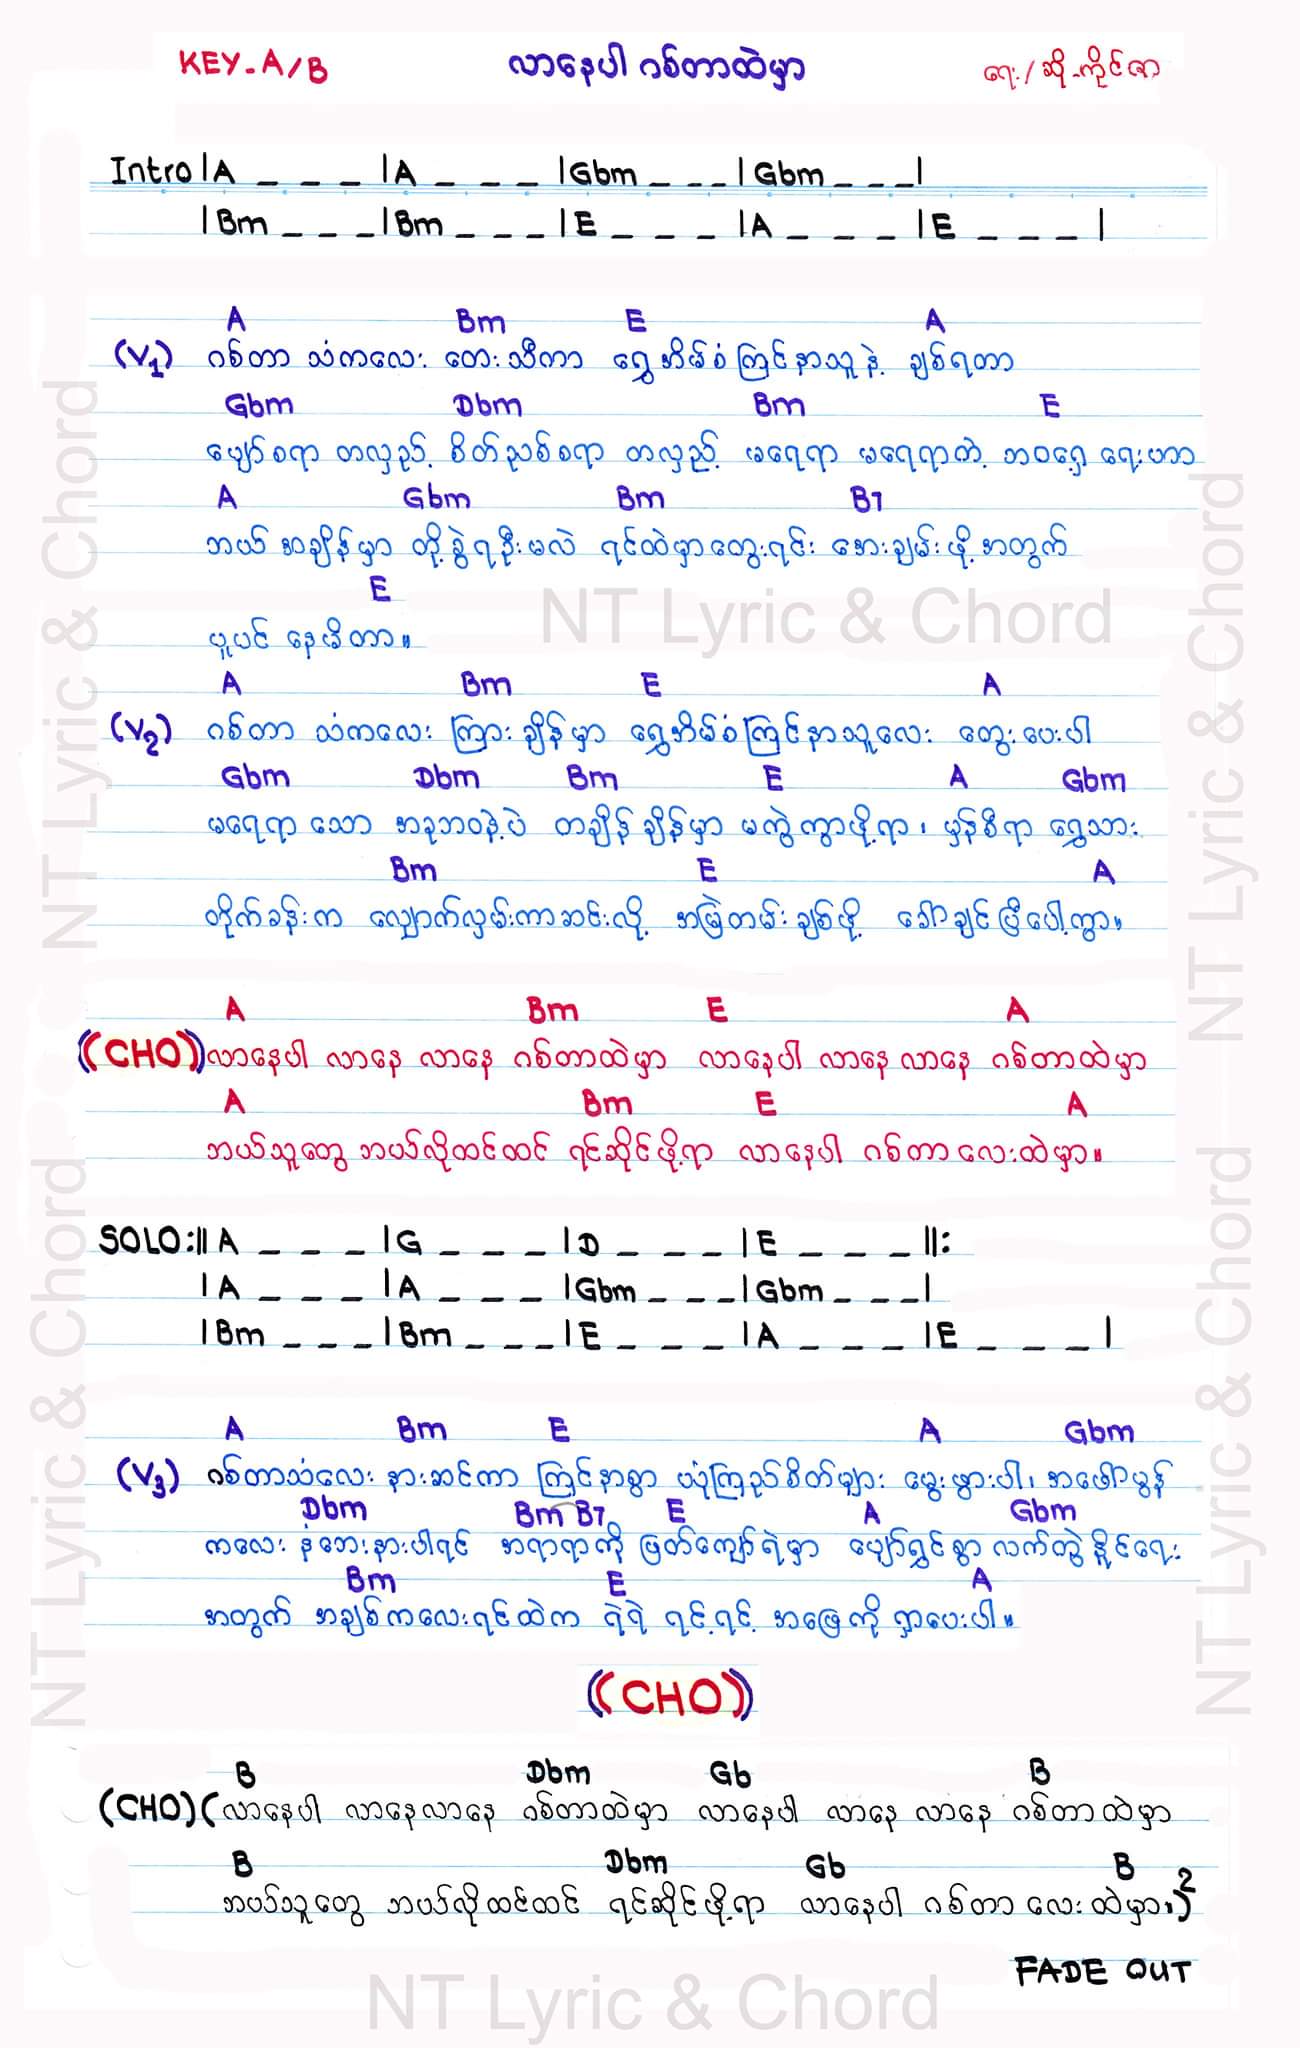 KEY-A/B လာနေပါ ဂစ်တာထဲမှာ ရေး/ဆို-ကိုင်ဇာ
Intro |A _ _ _ |A _ _ _ |Gbm _ _ _ |Gbm _ _ _|
|Bm _ _ _ |Bm _ _ _ |E _ _ _ |A _ _ _ |E _ _ _ |
A Bm E A
(V1) ဂစ်တာ သံကလေး တေးသီကာ ရွှေအိမ်စံ ကြင်နာသူနဲ့ ချစ်ရတာ
Gbm Dbm Bm E
ပျော်စရာ တလှည့် စိတ်ညစ်စရာ တလှည့် မရေရာ မရေရာတဲ့ ဘဝရှေ့ရေးဟာ
A Gbm Bm B7
ဘယ် အချိန်မှာ တို့ခွဲရဦးမလဲ ရင်ထဲမှာတွေးရင်း အေးချမ်းဖို့ အတွက်
E
ပူပင် နေမိတာ။
A Bm E A
(V2) ဂစ်တာ သံကလေး ကြားချိန်မှာ ရွှေအိမ်စံကြင်နာသူလေး တွေးပေးပါ
Gbm Dbm Bm E A Gbm
မရေရာ သော အခုဘဝနဲ့ပဲ တချိန်ချိန်မှာ မကွဲကွာဖို့ရာ၊ မှန်စီရာ ရွှေသား
Bm E A
တိုက်ခန်းက လျှောက်လှမ်းကာဆင်းလို့ အမြဲတမ်းချစ်ဖို့ ခေါ်ချင်ပြီပေါ့ကွာ။
A Bm E A
(CHO) လာနေပါ လာနေ လာနေ ဂစ်တာထဲမှာ လာနေပါ လာနေ လာနေ ဂစ်တာထဲမှာ
A Bm E A
ဘယ်သူတွေ ဘယ်လိုထင်ထင် ရင်ဆိုင်ဖို့ရာ လာနေပါ ဂစ်တာလေးထဲမှာ။
SOLO:|| A _ _ _ |G _ _ _ |D _ _ _ |E _ _ _||:
|A _ _ _ |A _ _ _ |Gbm _ _ _|Gbm _ _ _|
|Bm _ _ _ |Bm _ _ _|E _ _ _ |A _ _ _ |E _ _ _ |
A Bm E A Gbm
(V3) ဂစ်တာသံလေး နားဆင်ကာ ကြင်နာစွာ ယုံကြည်စိတ်များ မွေးဖွားပါ၊ အဖေါ်မွန်
Dbm Bm B7 E A Gbm
ကလေး နံဘေးနားပါရင် အရာရာကို ဖြတ်ကျော်ရဲမှာ ပျော်ရွှင်စွာ လက်တွဲနိုင်ရေး
Bm E A
အတွက် အချစ်ကလေးရင်ထဲက ရဲရဲ ရင့်ရင့် အဖြေကို ရှာပေးပါ။
(CHO)
B Dbm Gb B
(CHO) (လာနေပါ လာနေလာနေ ဂစ်တာထဲမှာ လာနေပါ လာနေ လာနေ ဂစ်တာထဲမှာ
B Dbm Gb B
ဘယ်သူတွေ ဘယ်လိုထင်ထင် ရင်ဆိုင်ဖို့ရာ လာနေပါ ဂစ်တာ လေးထဲမှာ။)2
FADE OUT
NT Lyric & Chord
NT Lyric & Chord
NT Lyric & Chord
NT Lyric & Chord
NT Lyric & Chord
NT Lyric & Chord